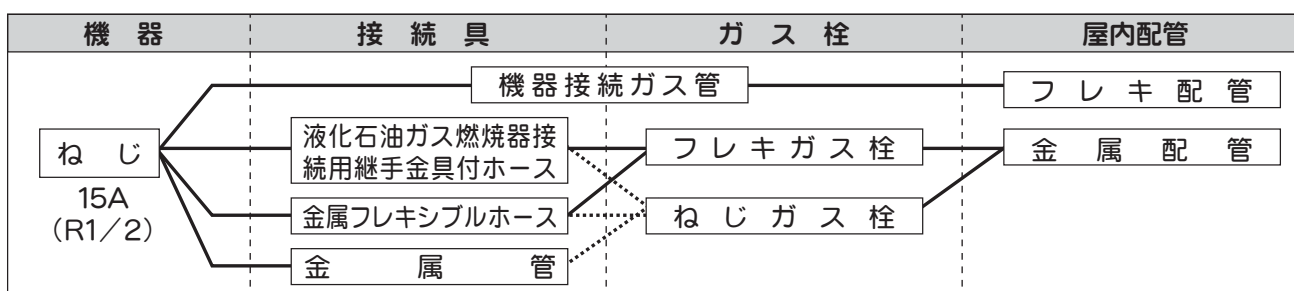 機器 接続具 ガス栓 屋内配管
機器接続ガス管
フレキ配管
ねじ
液化石油ガス燃焼器接
続用継手金具付ホース
フレキガス栓
金属配管
15A
(R1/2)
金属フレキシブルホース
ねじガス栓
金属管